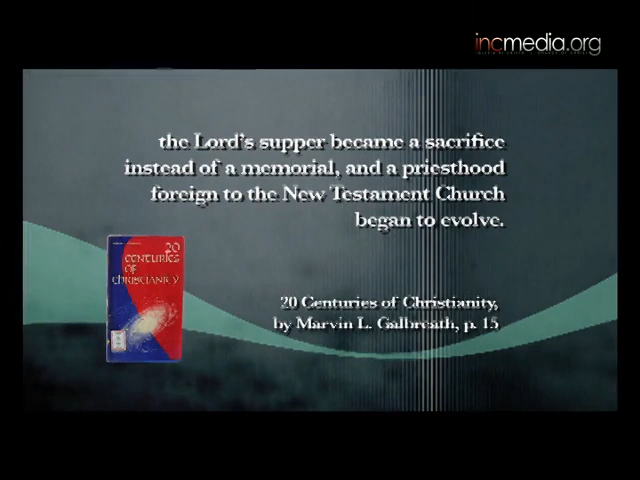 incmedia.org
the Lord's supper became a sacrifice
instead of a memorial, and a priesthood
foreign to the New Testament Church
began to evolve.
20
CENTURIES
OF
CHRISTIANITY
20 Centuries of Christianity,
by Marvin L. Galbreath, p. 15